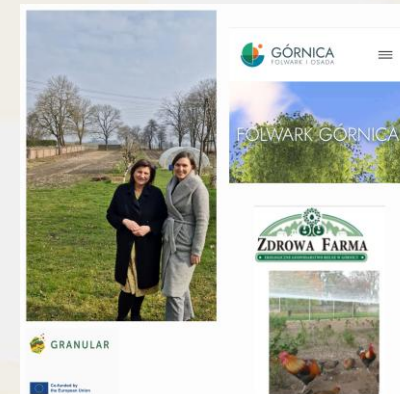 GÓRNICA
FOLWARK I OSADA
FOLWARK GÓRNICA
ZDROWA FARMA
GRANULAR
Co-funded by
the European Union